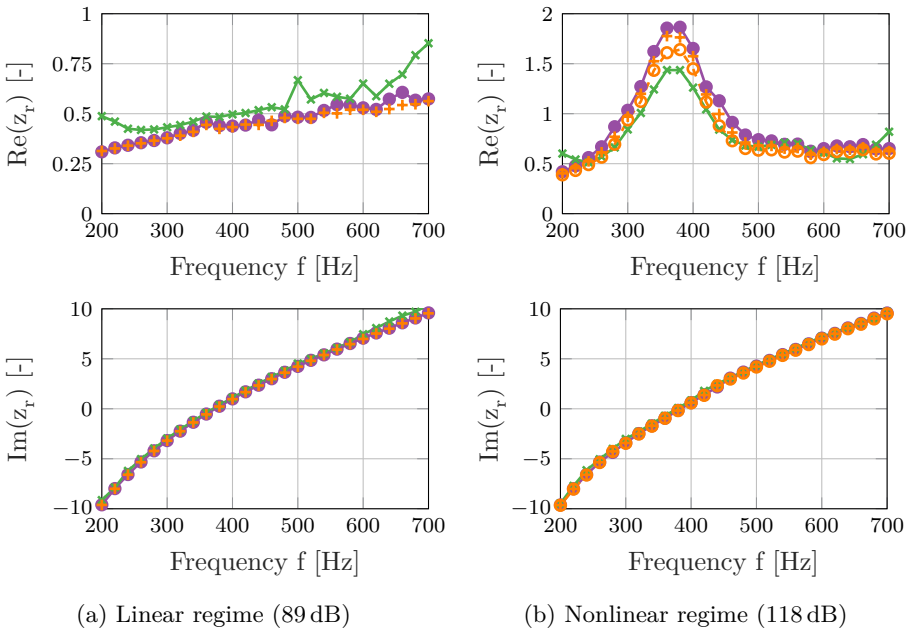 1
0.75
0.5
0.25
0
Re(z_r) [-]
200 300 400 500 600 700
Frequency f [Hz]
2
1.5
1
0.5
0
Re(z_r) [-]
200 300 400 500 600 700
Frequency f [Hz]
10
5
0
−5
−10
Im(z_r) [-]
200 300 400 500 600 700
Frequency f [Hz]
10
5
0
−5
−10
Im(z_r) [-]
200 300 400 500 600 700
Frequency f [Hz]
(a) Linear regime (89 dB)
(b) Nonlinear regime (118 dB)